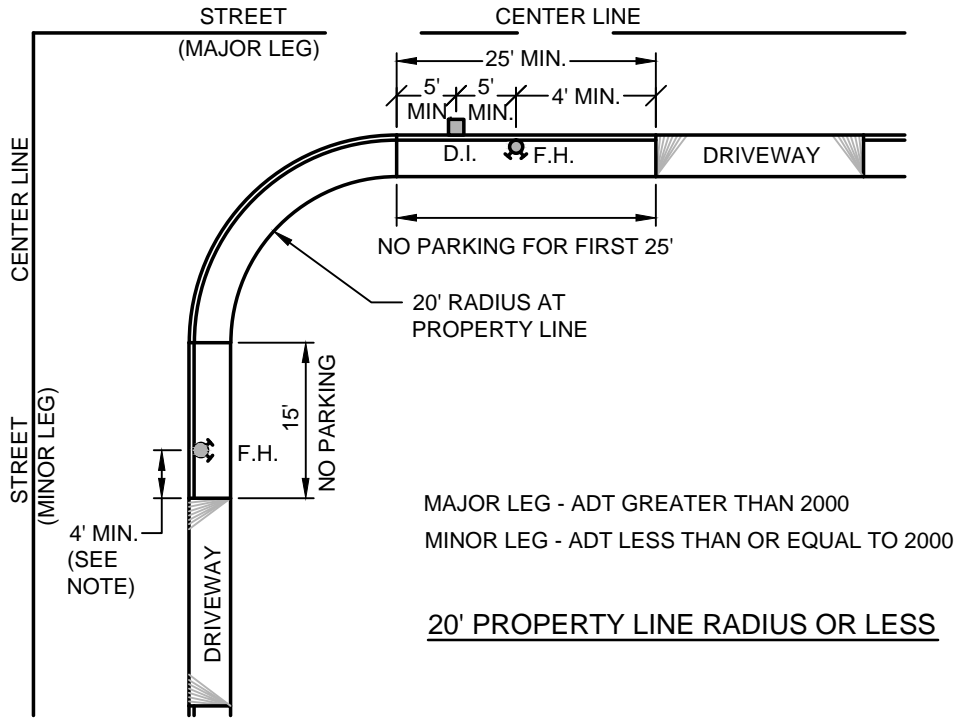 STREET
(MAJOR LEG)
CENTER LINE
25' MIN.
5'
MIN.
5'
MIN.
4' MIN.
D.I.
F.H.
DRIVEWAY
NO PARKING FOR FIRST 25'
20' RADIUS AT
PROPERTY LINE
CENTER LINE
STREET
(MINOR LEG)
15'
NO PARKING
F.H.
4' MIN.
(SEE
NOTE)
DRIVEWAY
MAJOR LEG - ADT GREATER THAN 2000
MINOR LEG - ADT LESS THAN OR EQUAL TO 2000
20' PROPERTY LINE RADIUS OR LESS